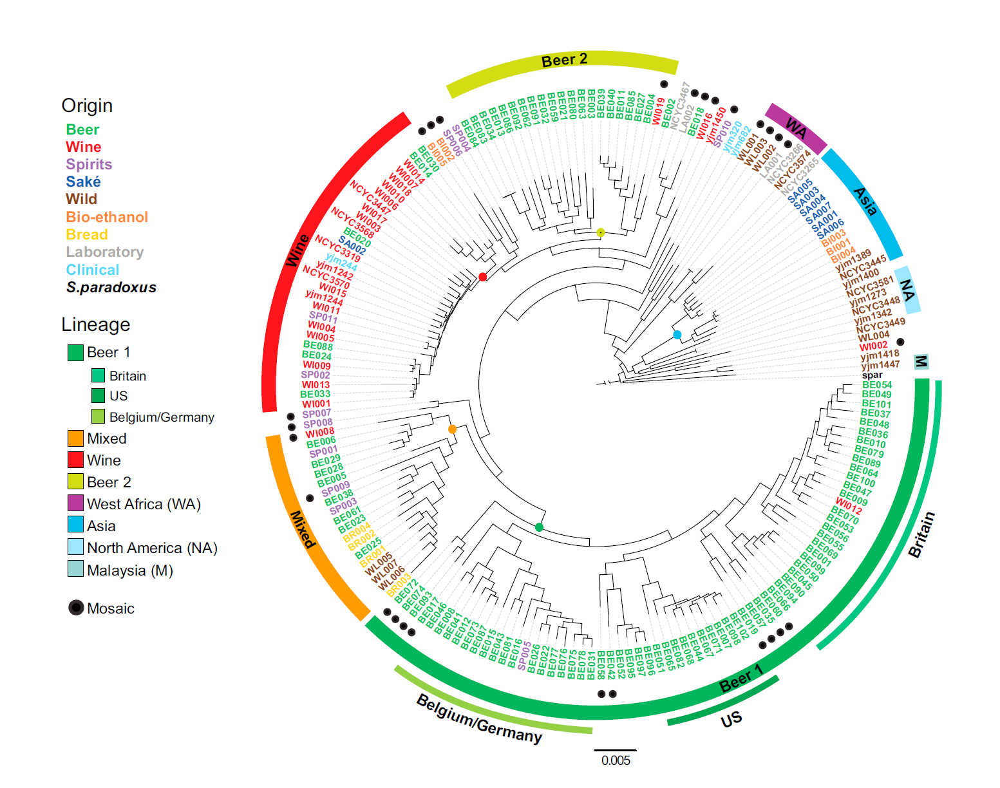 Origin
Beer
Wine
Spirits
Saké
Wild
Bio-ethanol
Bread
Laboratory
Clinical
S.paradoxus
Lineage
Beer 1
Britain
US
Belgium/Germany
Mixed
Wine
Beer 2
West Africa (WA)
Asia
North America (NA)
Malaysia (M)
Mosaic
Beer 2
WA
Asia
NA
M
Britain
Beer 1
US
Belgium/Germany
Mixed
Wine
BE084
BE083
BE034
BE013
BE086
BE092
BE062
BE091
BE032
BE059
BE021
BE080
BE063
BE003
BE039
BE040
BE011
BE085
BE027
BE004
WI019
BE002
NCYC3467
LA002
BE018
WI016
yjm1450
SP010
yjm320
yjm682
WL001
WL003
WL002
LA001
NCYC3266
NCYC3574
NCYC3265
SA005
SA003
SA004
SA007
SA001
SA006
BI003
BI001
BI004
yjm1389
NCYC3445
yjm1400
NCYC3581
yjm1273
NCYC3448
yjm1342
NCYC3449
WL004
WI002
yjm1418
yjm1447
spar
BE054
BE049
BE101
BE037
BE048
BE036
BE010
BE079
BE089
BE064
BE100
BE047
BE009
WI012
BE070
BE053
BE056
BE055
BE069
BE001
BE099
BE050
BE045
BE090
BE094
BE066
BE060
BE035
BE057
BE019
BE102
BE098
BE007
BE071
BE067
BE044
BE068
BE082
BE065
BE051
BE096
BE097
BE095
BE052
BE042
BE058
BE031
BE078
BE075
BE076
BE077
BE022
BE026
SP005
BE016
BE081
BE043
BE015
BE087
BE073
BE012
BE041
BE008
BE046
BE017
BE093
BE074
BE072
BR003
WL006
WL007
WL005
BR001
BE025
BR002
BR004
BE023
BE061
SP003
BE038
SP009
BE005
BE028
BE029
SP001
BE006
WI008
SP008
SP007
WI001
BE033
WI013
SP002
WI009
BE024
BE088
WI005
WI004
SP011
WI011
yjm1244
WI015
NCYC3570
yjm1242
yjm244
NCYC3319
SA002
BE020
NCYC3568
WI003
WI017
NCYC3447
WI006
WI010
WI018
WI007
WI014
BE014
BE030
BI005
BI002
SP006
SP004
0.005